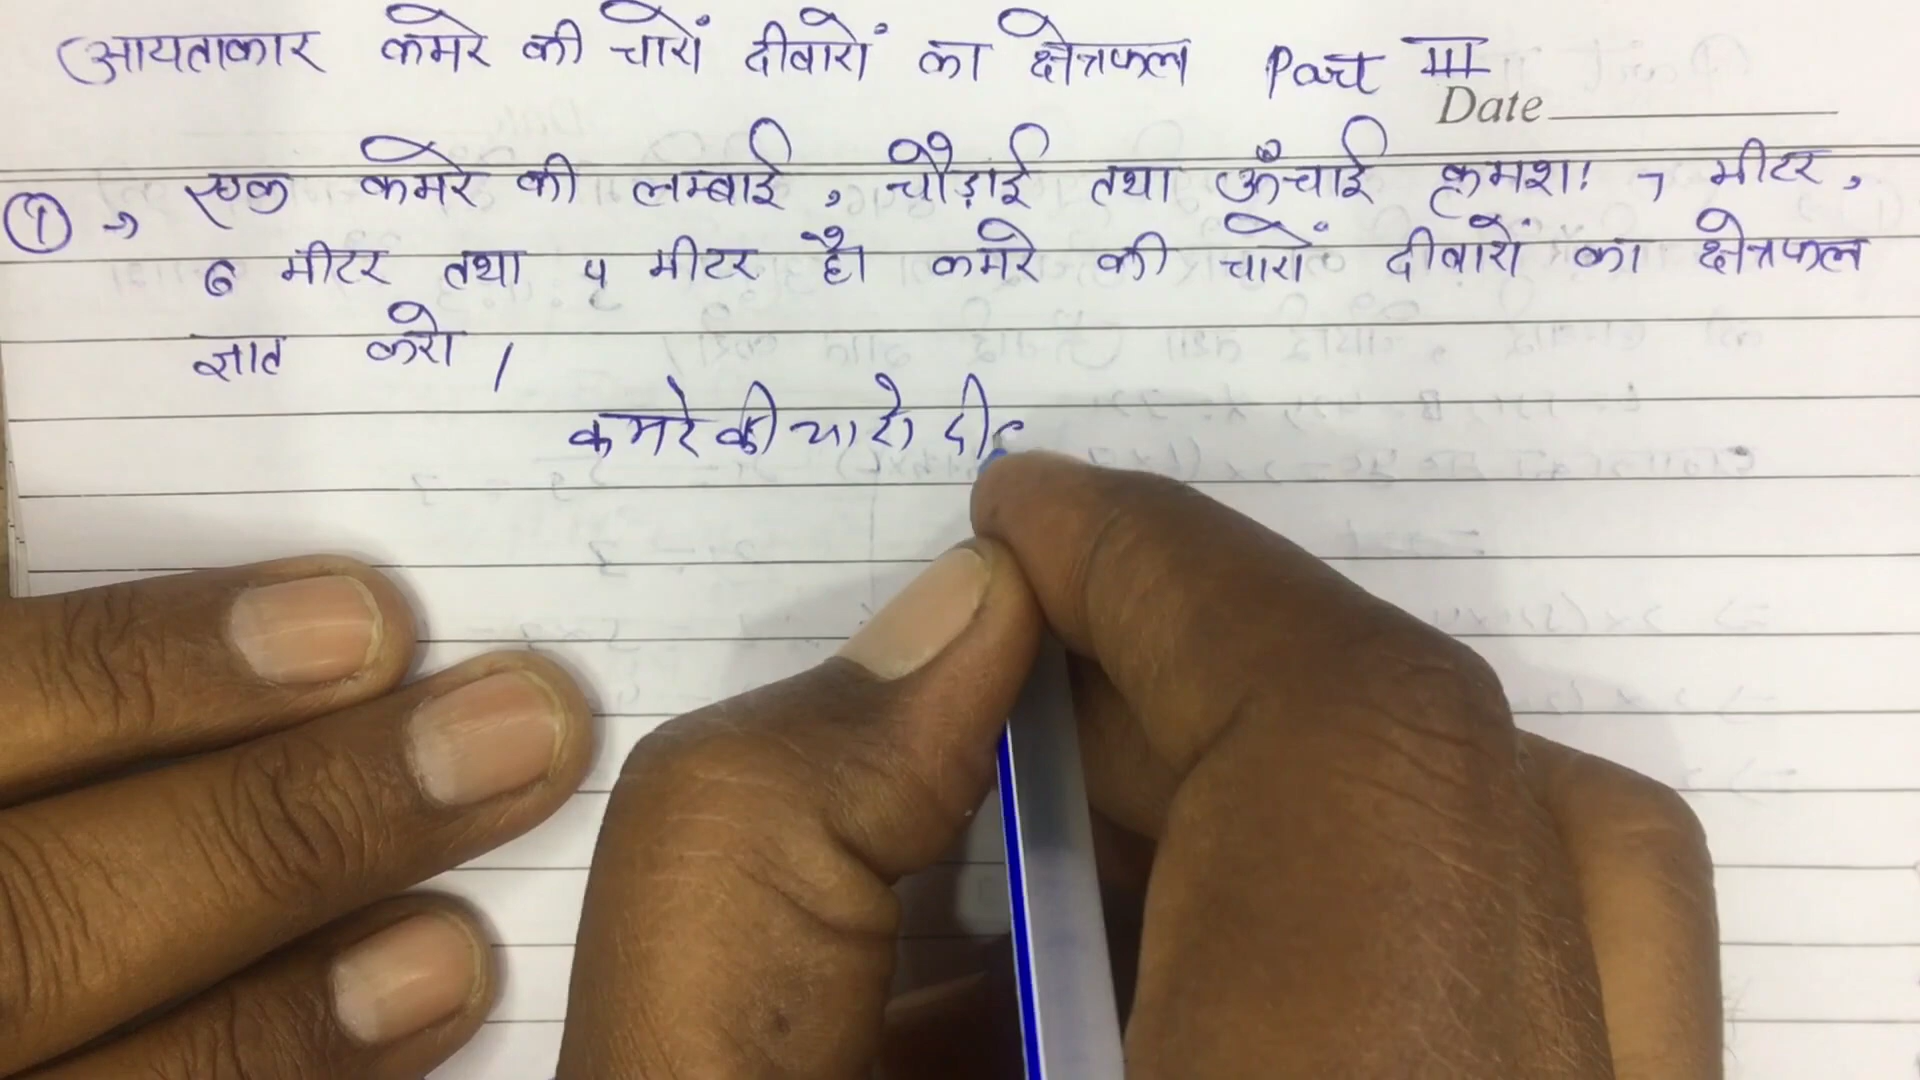 आयताकार कमरे की चारों दीवारों का क्षेत्रफल Part III
Date
① → एक कमरे की लम्बाई, चौड़ाई तथा ऊँचाई क्रमश: 7 मीटर,
6 मीटर तथा 5 मीटर है। कमरे की चारों दीवारों का क्षेत्रफल
ज्ञात करो।
कमरे की चारो दी